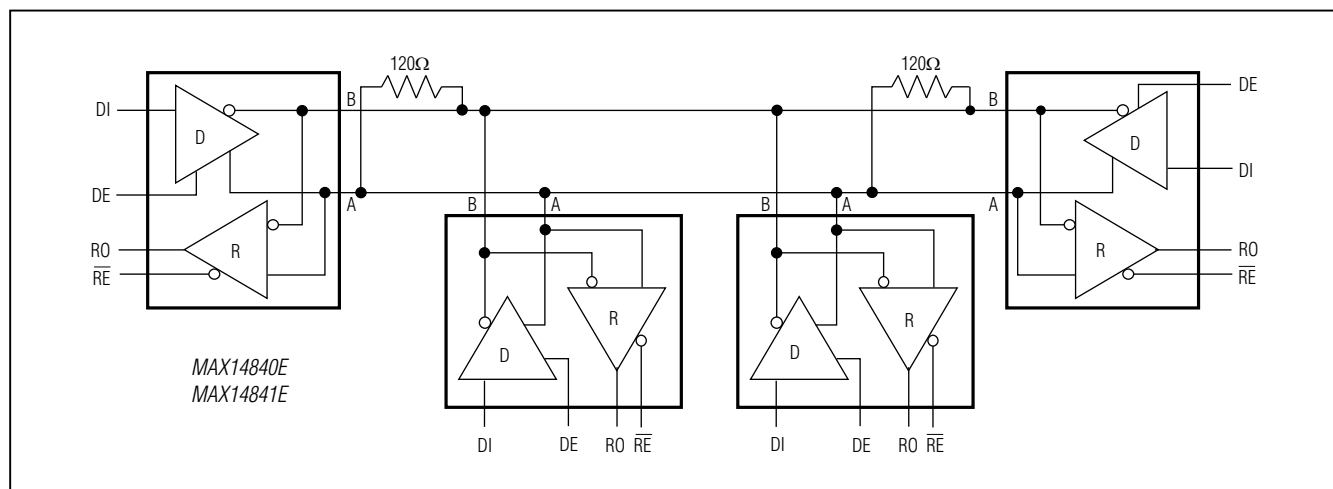 120Ω
120Ω
B
B
DE
DI
D
D
DI
DE
A
B
A
B
A
A
RO
R
R
RO
RE
RE
R
R
D
D
MAX14840E
MAX14841E
DI
DE
RO
RE
DI
DE
RO
RE